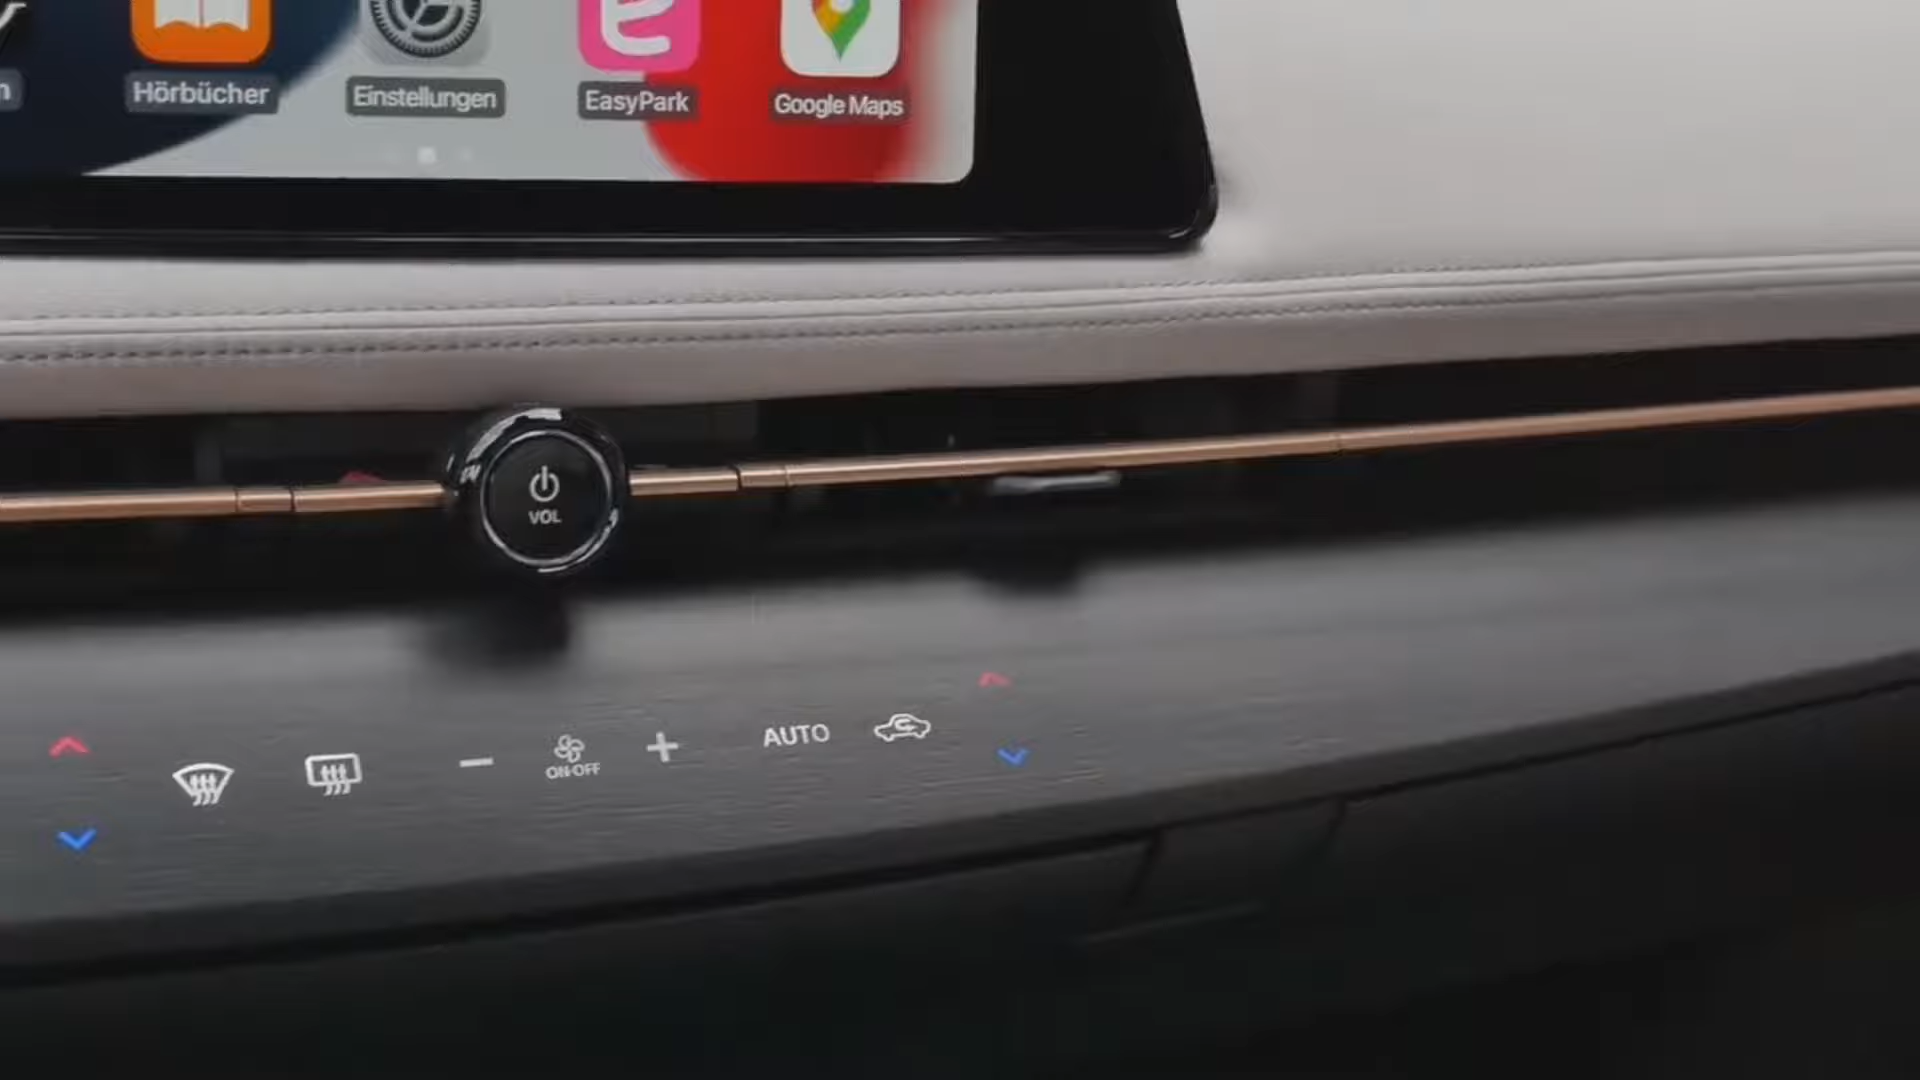 Hörbücher
Einstellungen
EasyPark
Google Maps
VOL
ON·OFF
AUTO